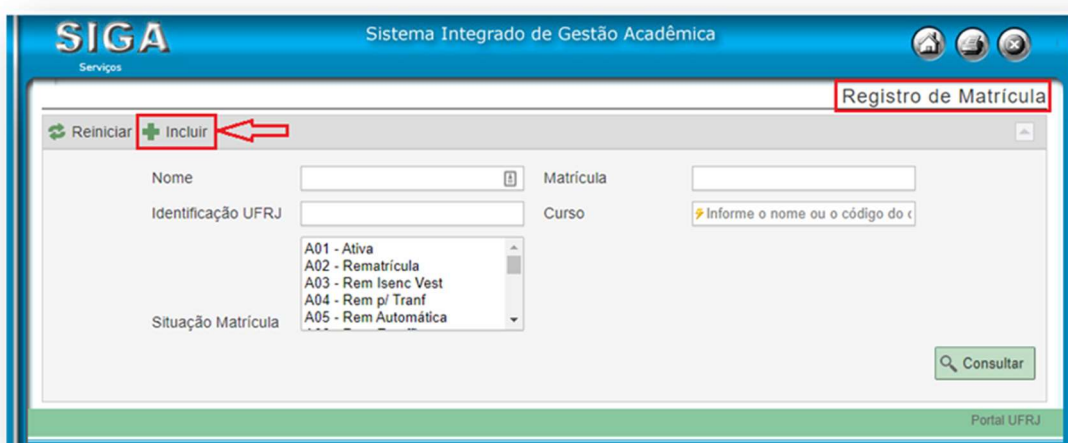 SIGA
Serviços
Sistema Integrado de Gestão Acadêmica
Registro de Matrícula
Reiniciar Incluir
Nome Matrícula
Identificação UFRJ Curso Informe o nome ou o código do c
A01 - Ativa
A02 - Rematrícula
A03 - Rem Isenc Vest
A04 - Rem p/ Tranf
Situação Matrícula A05 - Rem Automática
Consultar
Portal UFRJ